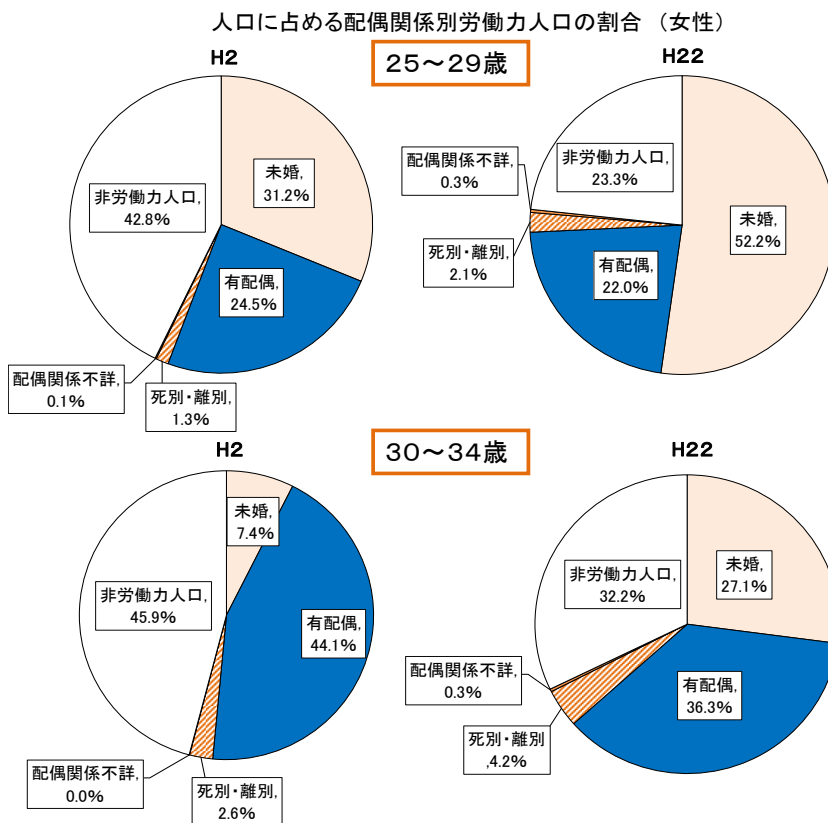 人口に占める配偶関係別労働力人口の割合 (女性)
25～29歳
H2
未婚,
31.2%
有配偶,
24.5%
死別・離別,
1.3%
配偶関係不詳,
0.1%
非労働力人口,
42.8%
H22
未婚,
52.2%
有配偶,
22.0%
死別・離別,
2.1%
配偶関係不詳,
0.3%
非労働力人口,
23.3%
30～34歳
H2
未婚,
7.4%
有配偶,
44.1%
死別・離別,
2.6%
配偶関係不詳,
0.0%
非労働力人口,
45.9%
H22
未婚,
27.1%
有配偶,
36.3%
死別・離別
,4.2%
配偶関係不詳,
0.3%
非労働力人口,
32.2%